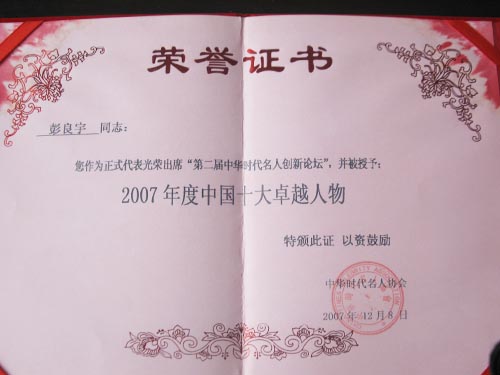 荣誉证书
彭良宇 同志：
您作为正式代表光荣出席“第二届中华时代名人创新论坛”，并被授予：
2007年度中国十大卓越人物
特颁此证 以资鼓励
中华时代名人协会
2007年12月8日